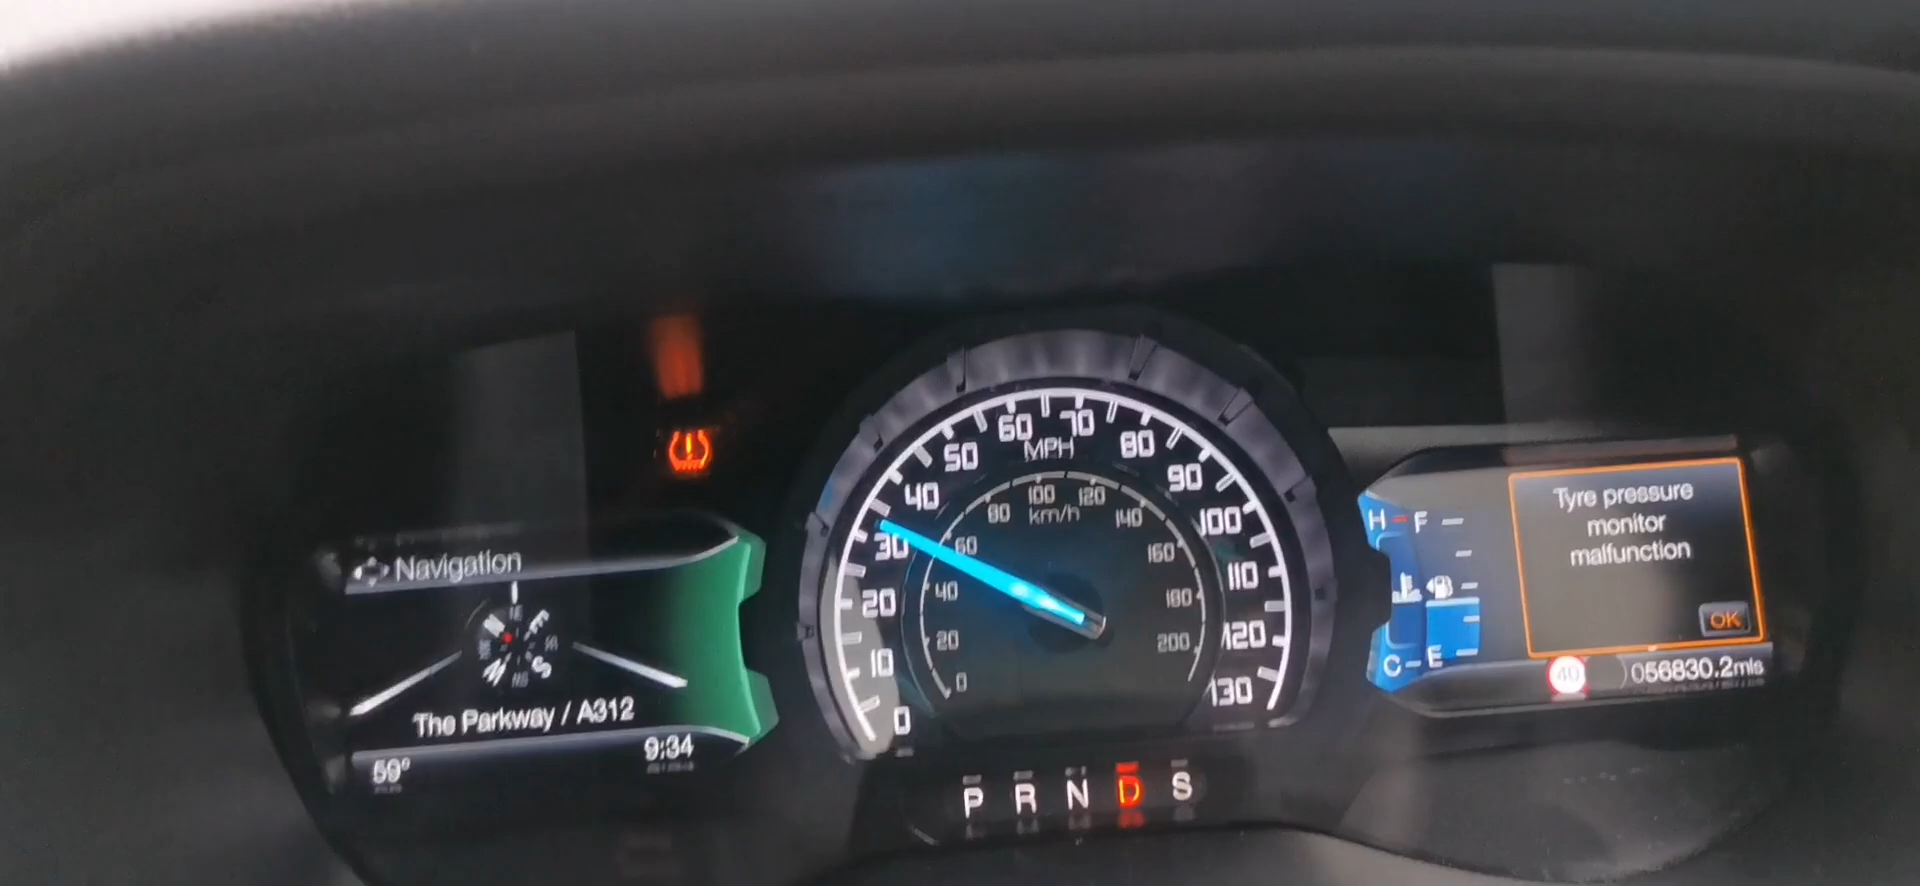 Navigation
N
E
S
W
The Parkway / A312
9:34
59°
0
10
20
30
40
50
60
70
80
90
100
110
120
130
MPH
0
20
40
60
80
100
120
140
160
180
200
km/h
P R N D S
H F
C E
Tyre pressure
monitor
malfunction
OK
40
056830.2mls